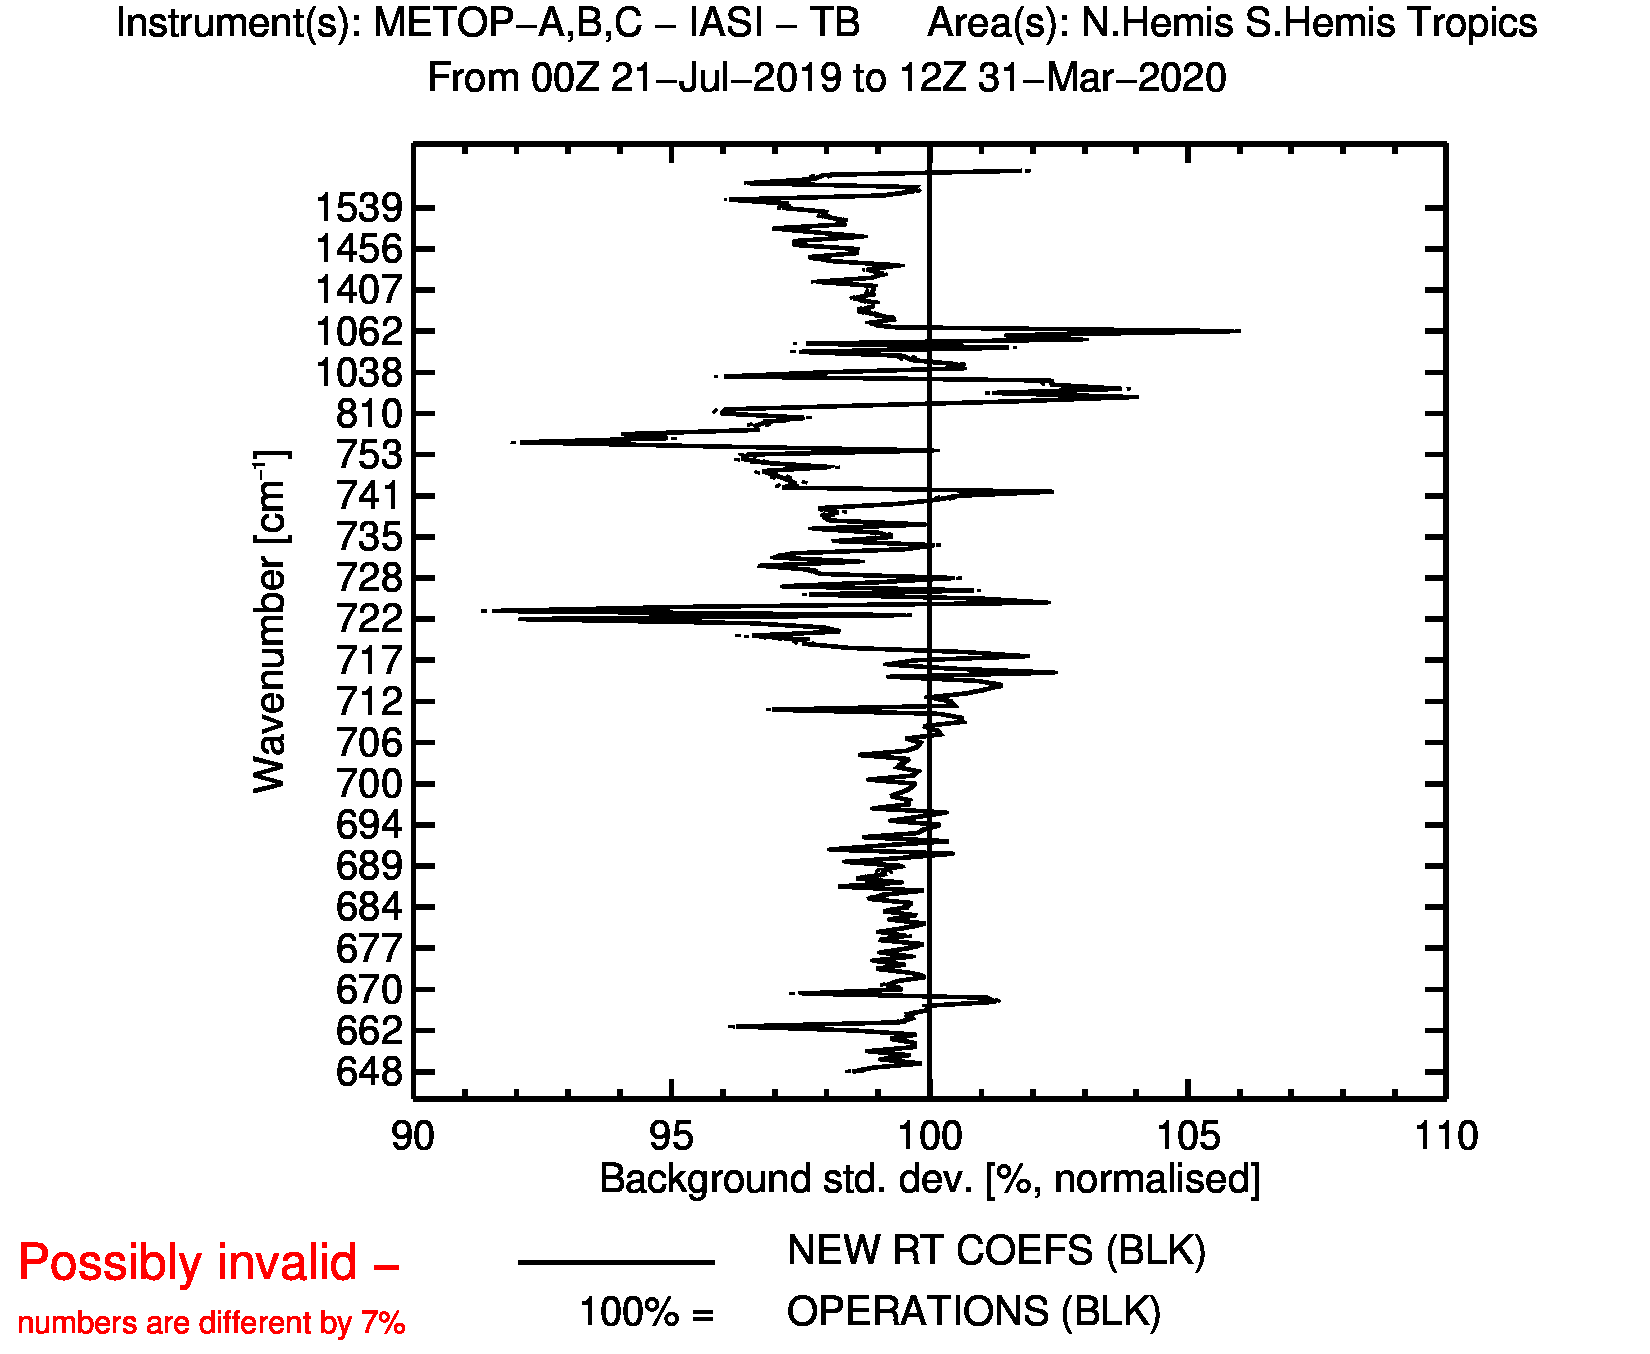 Instrument(s): METOP−A,B,C − IASI − TB Area(s): N.Hemis S.Hemis Tropics
From 00Z 21−Jul−2019 to 12Z 31−Mar−2020
1539
1456
1407
1062
1038
810
753
741
735
728
722
717
712
706
700
694
689
684
677
670
662
648
Wavenumber [cm⁻¹]
90 95 100 105 110
Background std. dev. [%, normalised]
Possibly invalid −
numbers are different by 7%
NEW RT COEFS (BLK)
100% = OPERATIONS (BLK)